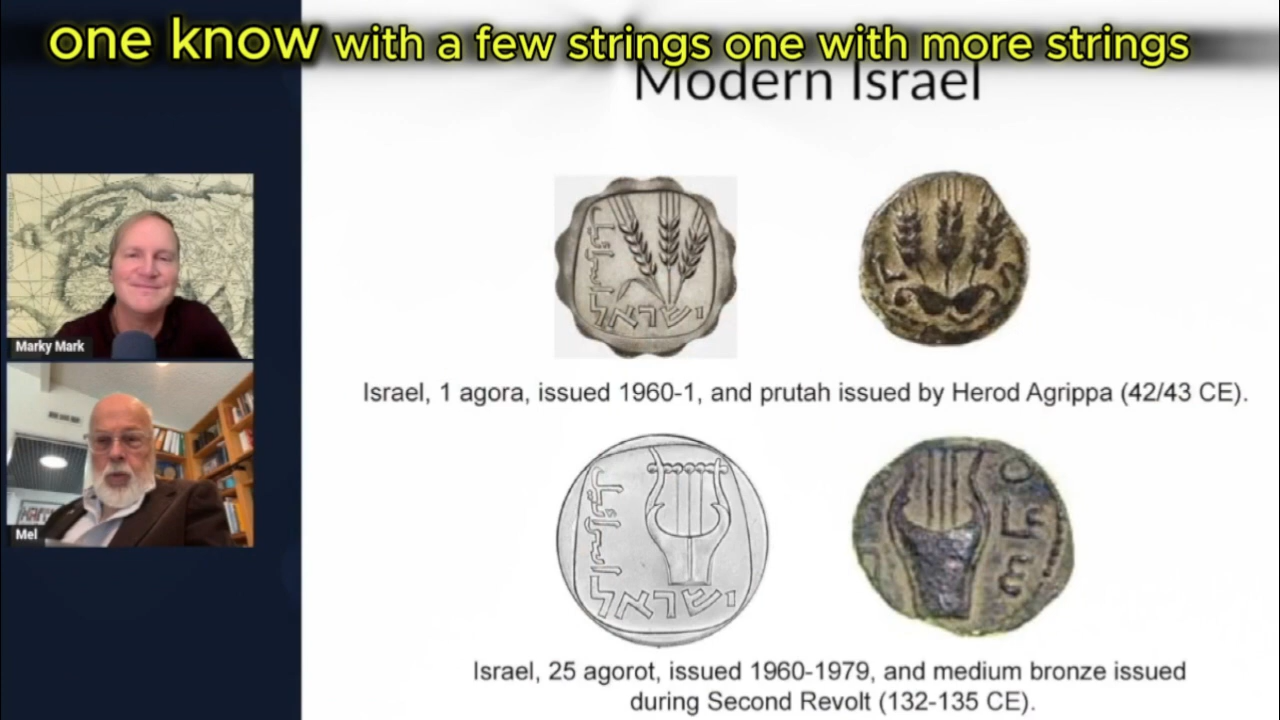 one know with a few strings one with more strings
Modern Israel
إسرائيل
ישראל
Marky Mark
Israel, 1 agora, issued 1960-1, and prutah issued by Herod Agrippa (42/43 CE).
Mel
إسرائيل
ישראל
Israel, 25 agorot, issued 1960-1979, and medium bronze issued
during Second Revolt (132-135 CE).